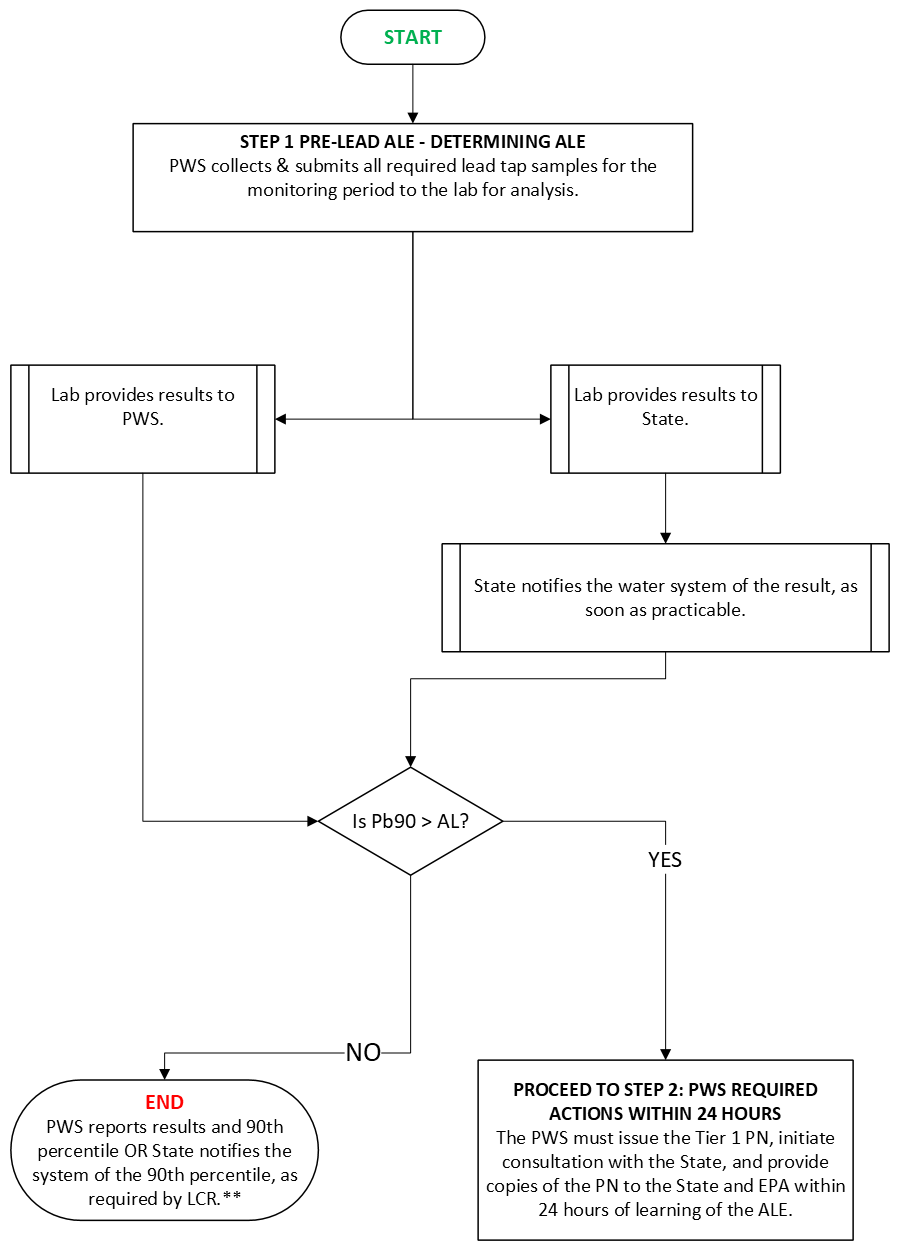 START
STEP 1 PRE-LEAD ALE - DETERMINING ALE
PWS collects & submits all required lead tap samples for the
monitoring period to the lab for analysis.
Lab provides results to
PWS.
Lab provides results to
State.
State notifies the water system of the result, as
soon as practicable.
Is Pb90 > AL?
YES
NO
END
PWS reports results and 90th
percentile OR State notifies the
system of the 90th percentile, as
required by LCR.**
PROCEED TO STEP 2: PWS REQUIRED
ACTIONS WITHIN 24 HOURS
The PWS must issue the Tier 1 PN, initiate
consultation with the State, and provide
copies of the PN to the State and EPA within
24 hours of learning of the ALE.